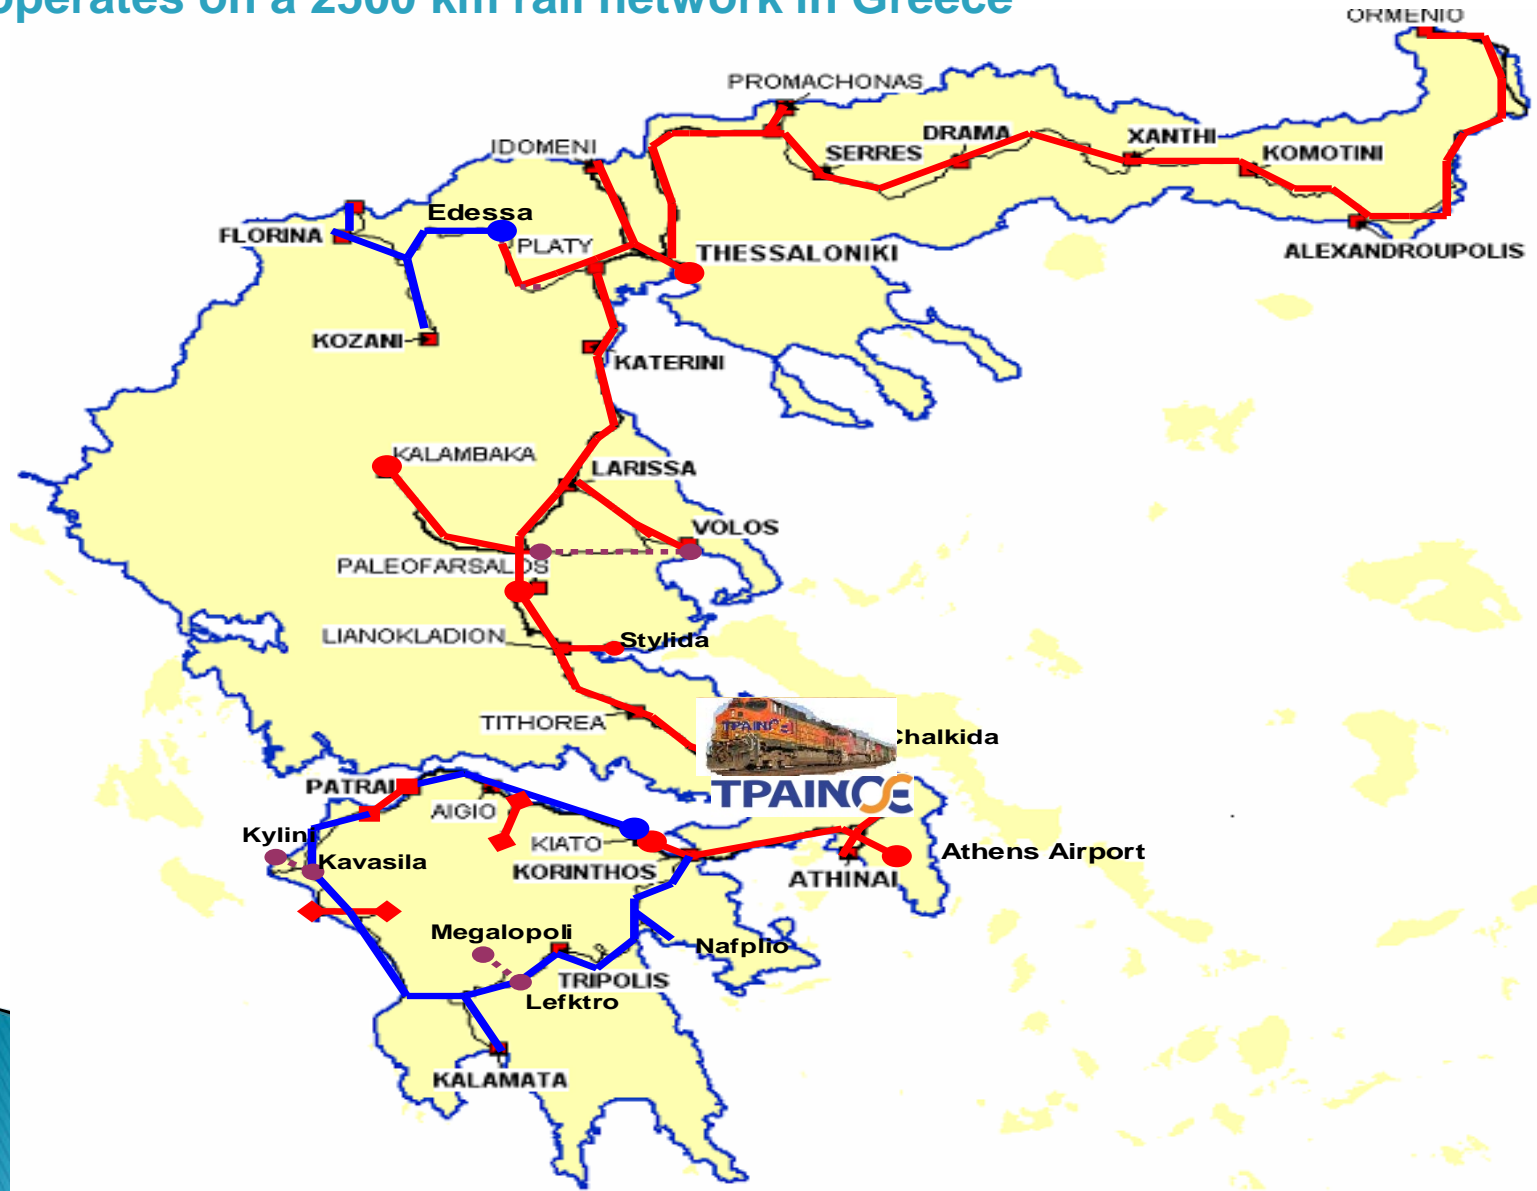 operates on a 2500 km rail network in Greece
ORMENIO
PROMACHONAS
DRAMA
XANTHI
IDOMENI
SERRES
KOMOTINI
Edessa
FLORINA
PLATY
THESSALONIKI
ALEXANDROUPOLIS
KOZANI
KATERINI
KALAMBAKA
LARISSA
VOLOS
PALEOFARSALOS
LIANOKLADION
Stylida
TITHOREA
ΤΡΑΙΝΟΣΕ
Chalkida
PATRAI
ΤΡΑΙΝΟΣΕ
AIGIO
Kylini
KIATO
Kavasila
KORINTHOS
ATHINAI
Athens Airport
Megalopoli
Nafplio
TRIPOLIS
Lefktro
KALAMATA